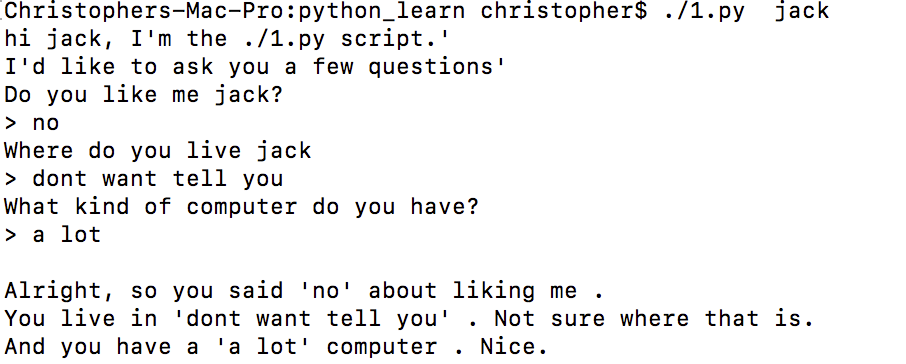 Christophers-Mac-Pro:python_learn christopher$ ./1.py  jack
hi jack, I'm the ./1.py script.'
I'd like to ask you a few questions'
Do you like me jack?
> no
Where do you live jack
> dont want tell you
What kind of computer do you have?
> a lot
Alright, so you said 'no' about liking me .
You live in 'dont want tell you' . Not sure where that is.
And you have a 'a lot' computer . Nice.